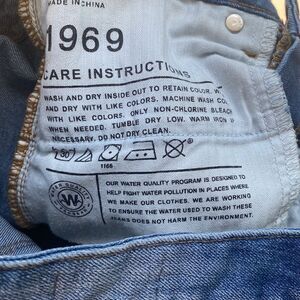 MADE IN CHINA
1969
CARE INSTRUCTIONS
WASH AND DRY INSIDE OUT TO RETAIN COLOR. W
AND DRY WITH LIKE COLORS. MACHINE WASH COL
WITH LIKE COLORS. ONLY NON-CHLORINE BLEAC
WHEN NEEDED. TUMBLE DRY LOW. WARM IRON
NECESSARY. DO NOT DRY CLEAN.
1166
OUR WATER QUALITY PROGRAM IS DESIGNED TO
HELP FIGHT WATER POLLUTION IN PLACES WHERE
WE MAKE OUR CLOTHES. WE ARE WORKING
TO ENSURE THE WATER USED TO WASH THESE
JEANS DOES NOT HARM THE ENVIRONMENT.